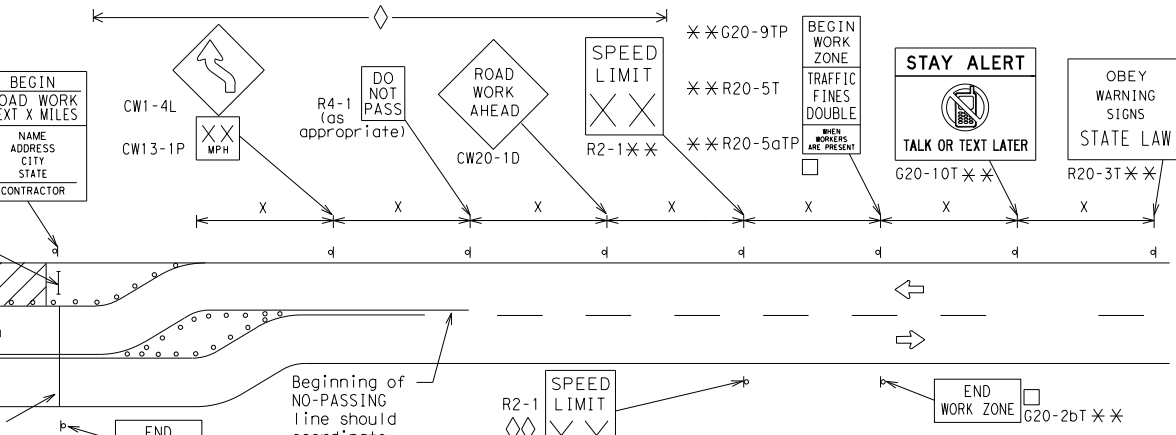 BEGIN
ROAD WORK
NEXT X MILES
NAME
ADDRESS
CITY
STATE
CONTRACTOR
CW1-4L
CW13-1P
XX
MPH
R4-1
(as
appropriate)
DO
NOT
PASS
ROAD
WORK
AHEAD
CW20-1D
SPEED
LIMIT
X X
R2-1**
**G20-9TP
**R20-5T
**R20-5aTP
BEGIN
WORK
ZONE
TRAFFIC
FINES
DOUBLE
WHEN
WORKERS
ARE PRESENT
STAY ALERT
TALK OR TEXT LATER
G20-10T **
OBEY
WARNING
SIGNS
STATE LAW
R20-3T**
X X X X X X X
Beginning of
NO-PASSING
line should
coordinate
R2-1
SPEED
LIMIT
X X
END
WORK ZONE
G20-2bT **
END